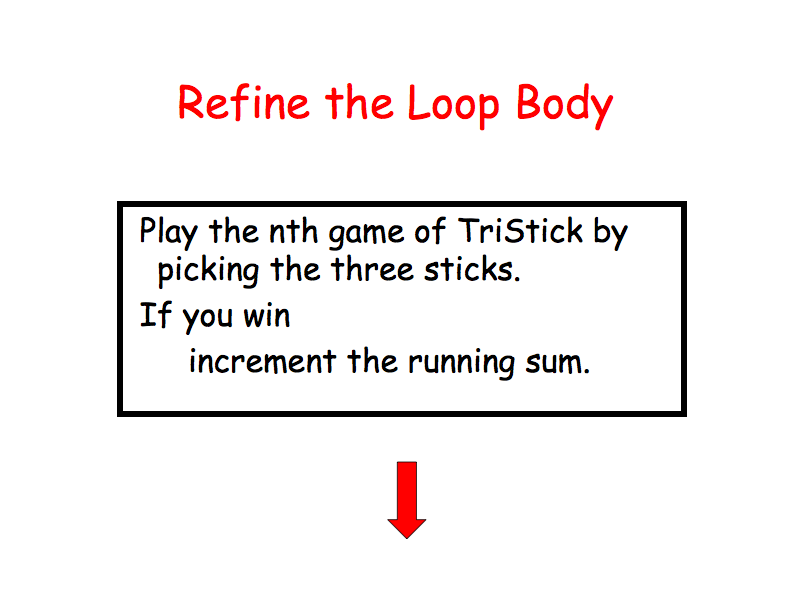 Refine the Loop Body
Play the nth game of TriStick by
picking the three sticks.
If you win
increment the running sum.